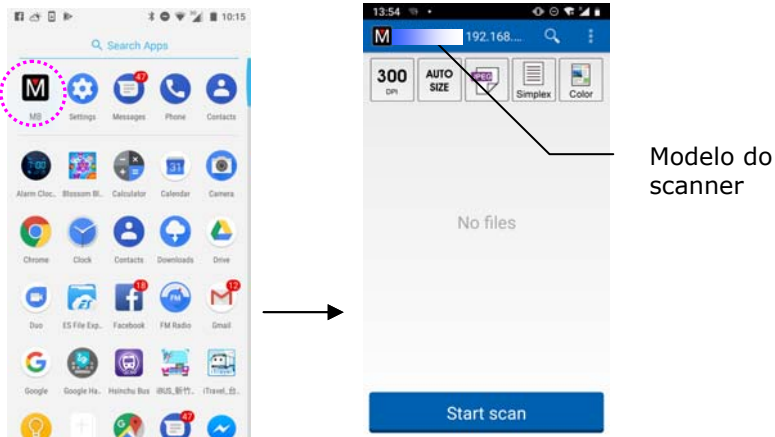 10:15
Search Apps
47
MB Settings Messages Phone Contacts
31
Alarm Cloc.. Blossom Bl.. Calculator Calendar Camera
Chrome Clock Contacts Downloads Drive
18
FM
12
Duo ES File Exp.. Facebook FM Radio Gmail
Google Google Ha.. Hsinchu Bus iBUS_新竹.. iTravel_台..
47
13:54
M 192.168....
300
DPI
AUTO
SIZE
JPEG
Simplex
Color
No files
Start scan
Modelo do
scanner